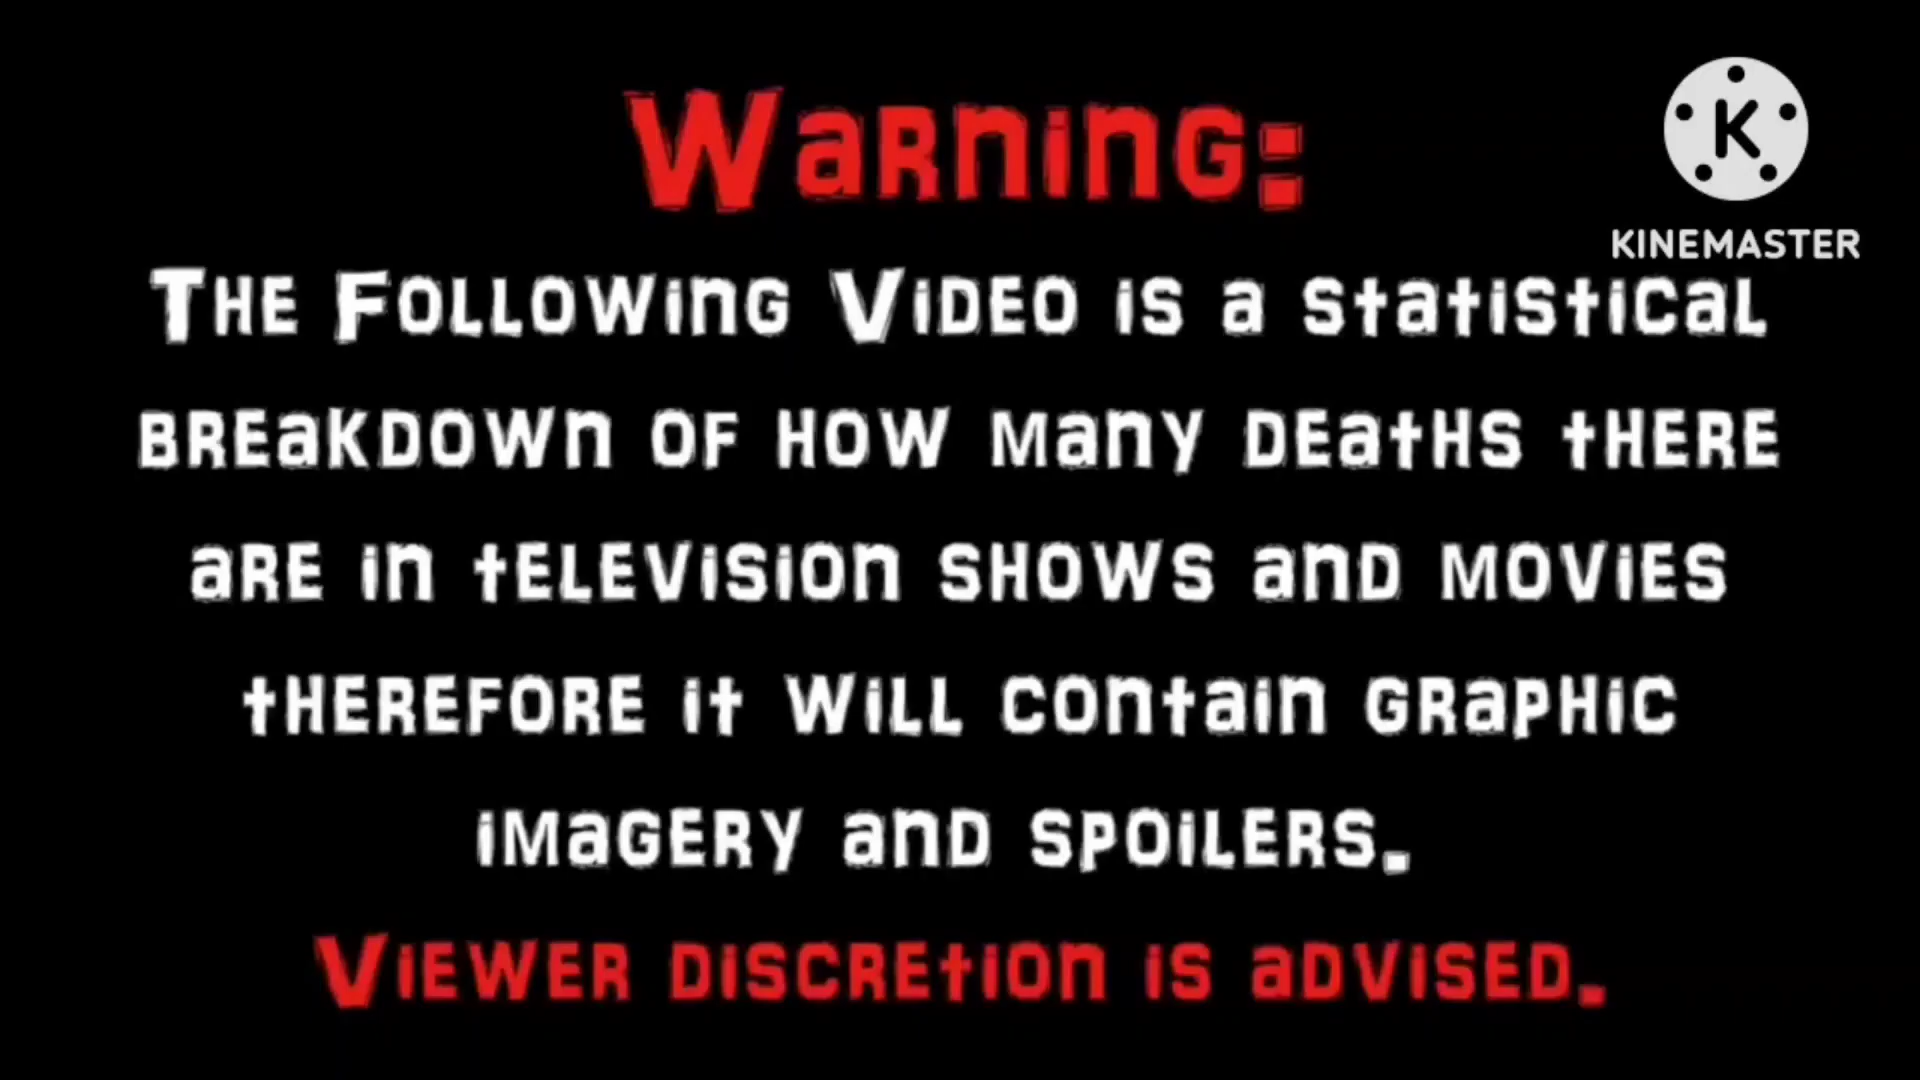 Warning:
K
KINEMASTER
The Following Video is a statistical
breakdown of how many deaths there
are in television shows and movies
therefore it will contain graphic
imagery and spoilers.
Viewer discretion is advised.